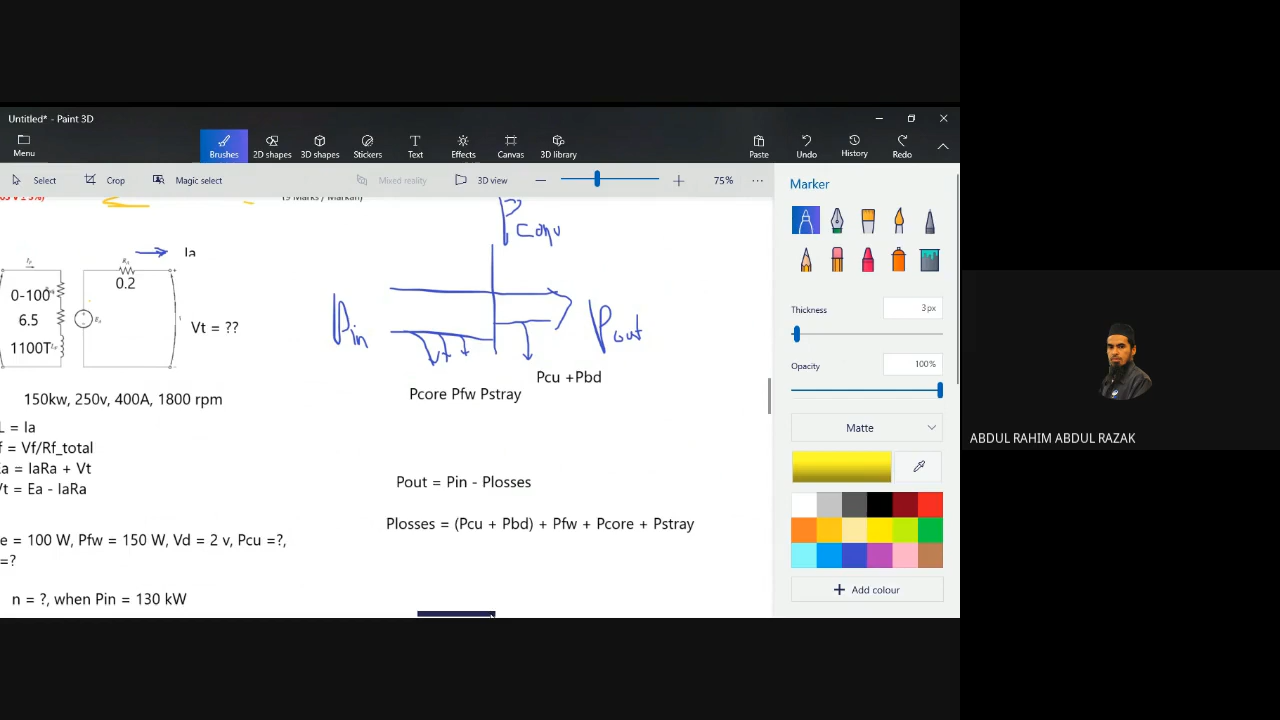 Untitled* - Paint 3D
Menu
Brushes
2D shapes
3D shapes
Stickers
Text
Effects
Canvas
3D library
Paste
Undo
History
Redo
Select
Crop
Magic select
Mixed reality
3D view
75%
Marker
Thickness
3px
Opacity
100%
Matte
Add colour
Pconv
Ia
0.2
0-100
6.5
1100T
Vt = ??
Pin
Pout
Pcu +Pbd
Pcore Pfw Pstray
150kw, 250v, 400A, 1800 rpm
= Ia
= Vf/Rf_total
= IaRa + Vt
= Ea - IaRa
Pout = Pin - Plosses
Plosses = (Pcu + Pbd) + Pfw + Pcore + Pstray
= 100 W, Pfw = 150 W, Vd = 2 v, Pcu =?,
=?
n = ?, when Pin = 130 kW
ABDUL RAHIM ABDUL RAZAK